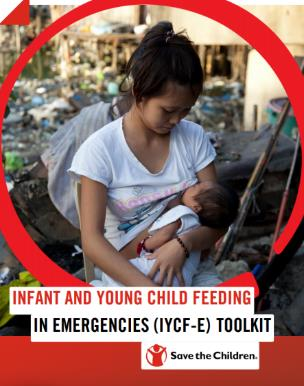 INFANT AND YOUNG CHILD FEEDING
IN EMERGENCIES (IYCF-E) TOOLKIT
Save the Children.